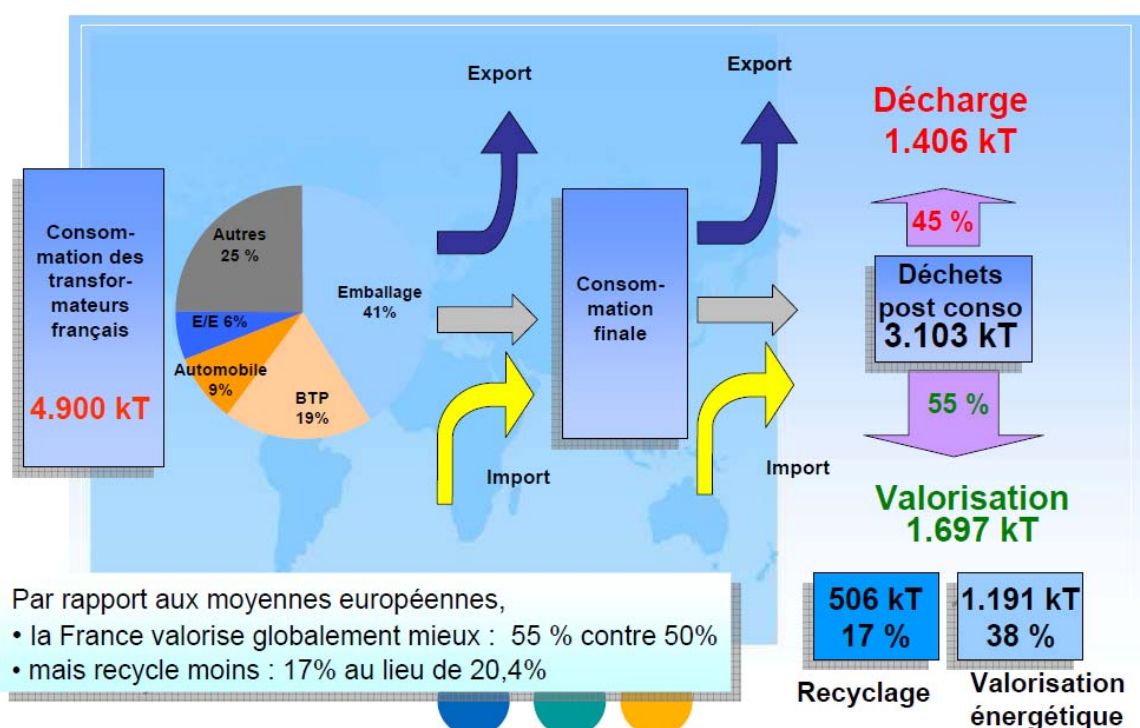 Consom-
mation des
transfor-
mateurs
français
4.900 kT
Autres
25 %
E/E 6%
Automobile
9%
BTP
19%
Emballage
41%
Export
Import
Consom-
mation
finale
Export
Import
Décharge
1.406 kT
45 %
Déchets
post conso
3.103 kT
55 %
Valorisation
1.697 kT
506 kT
17 %
Recyclage
1.191 kT
38 %
Valorisation
énergétique
Par rapport aux moyennes européennes,
• la France valorise globalement mieux : 55 % contre 50%
• mais recycle moins : 17% au lieu de 20,4%